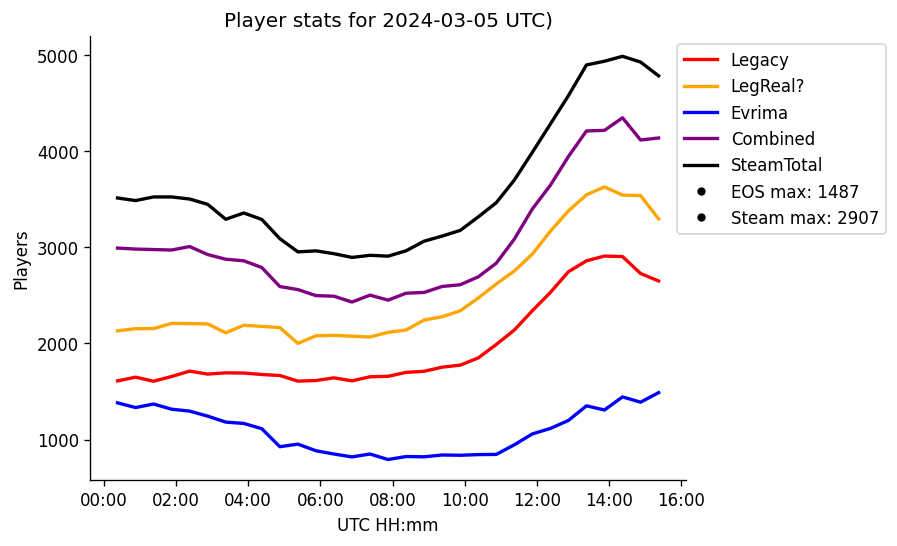 Player stats for 2024-03-05 UTC)
5000
4000
3000
2000
1000
Players
00:00 02:00 04:00 06:00 08:00 10:00 12:00 14:00 16:00
UTC HH:mm
Legacy
LegReal?
Evrima
Combined
SteamTotal
EOS max: 1487
Steam max: 2907